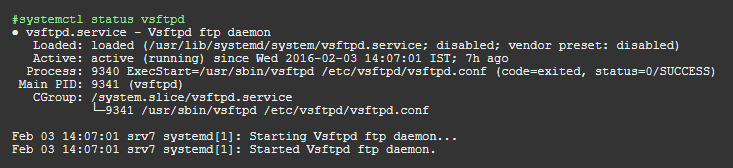 #systemctl status vsftpd
● vsftpd.service - Vsftpd ftp daemon
   Loaded: loaded (/usr/lib/systemd/system/vsftpd.service; disabled; vendor preset: disabled)
   Active: active (running) since Wed 2016-02-03 14:07:01 IST; 7h ago
  Process: 9340 ExecStart=/usr/sbin/vsftpd /etc/vsftpd/vsftpd.conf (code=exited, status=0/SUCCESS)
 Main PID: 9341 (vsftpd)
   CGroup: /system.slice/vsftpd.service
           └─9341 /usr/sbin/vsftpd /etc/vsftpd/vsftpd.conf

Feb 03 14:07:01 srv7 systemd[1]: Starting Vsftpd ftp daemon...
Feb 03 14:07:01 srv7 systemd[1]: Started Vsftpd ftp daemon.